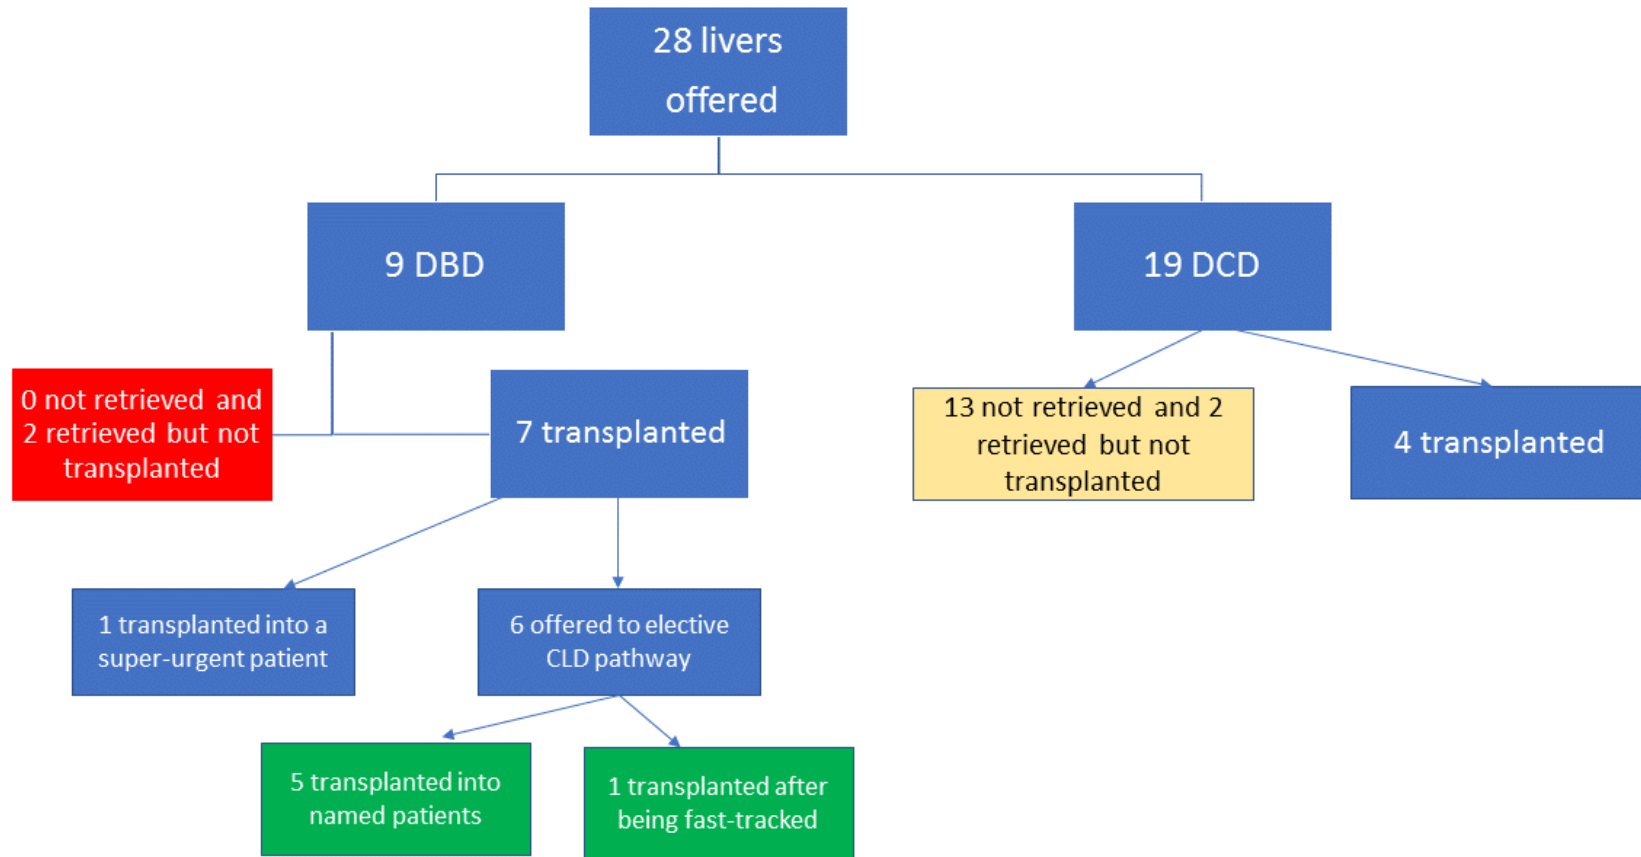 28 livers
offered
9 DBD
19 DCD
0 not retrieved and
2 retrieved but not
transplanted
7 transplanted
13 not retrieved and 2
retrieved but not
transplanted
4 transplanted
1 transplanted into a
super-urgent patient
6 offered to elective
CLD pathway
5 transplanted into
named patients
1 transplanted after
being fast-tracked